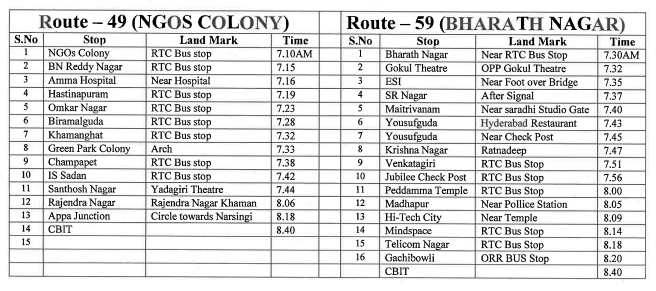 Route – 49 (NGOS COLONY) Route – 59 (BHARATH NAGAR)
S.No Stop Land Mark Time S.No Stop Land Mark Time
1 NGOs Colony RTC Bus stop 7.10AM 1 Bharath Nagar Near RTC Bus Stop 7.30AM
2 BN Reddy Nagar RTC Bus stop 7.15 2 Gokul Theatre OPP Gokul Theatre 7.32
3 Amma Hospital Near Hospital 7.16 3 ESI Near Foot over Bridge 7.35
4 Hastinapuram RTC Bus stop 7.19 4 SR Nagar After Signal 7.37
5 Omkar Nagar RTC Bus stop 7.23 5 Maitrivanam Near saradhi Studio Gate 7.40
6 Biramalguda RTC Bus stop 7.28 6 Yousufguda Hyderabad Restaurant 7.43
7 Khamanghat RTC Bus stop 7.32 7 Yousufguda Near Check Post 7.45
8 Green Park Colony Arch 7.33 8 Krishna Nagar Ratnadeep 7.47
9 Champapet RTC Bus stop 7.38 9 Venkatagiri RTC Bus Stop 7.51
10 IS Sadan RTC Bus stop 7.42 10 Jubilee Check Post RTC Bus Stop 7.56
11 Santhosh Nagar Yadagiri Theatre 7.44 11 Peddamma Temple RTC Bus Stop 8.00
12 Rajendra Nagar Rajendra Nagar Khaman 8.06 12 Madhapur Near Pollice Station 8.05
13 Appa Junction Circle towards Narsingi 8.18 13 Hi-Tech City Near Temple 8.09
14 CBIT 8.40 14 Mindspace RTC Bus Stop 8.14
15 15 Telicom Nagar RTC Bus Stop 8.18
16 Gachibowli ORR BUS Stop 8.20
CBIT 8.40